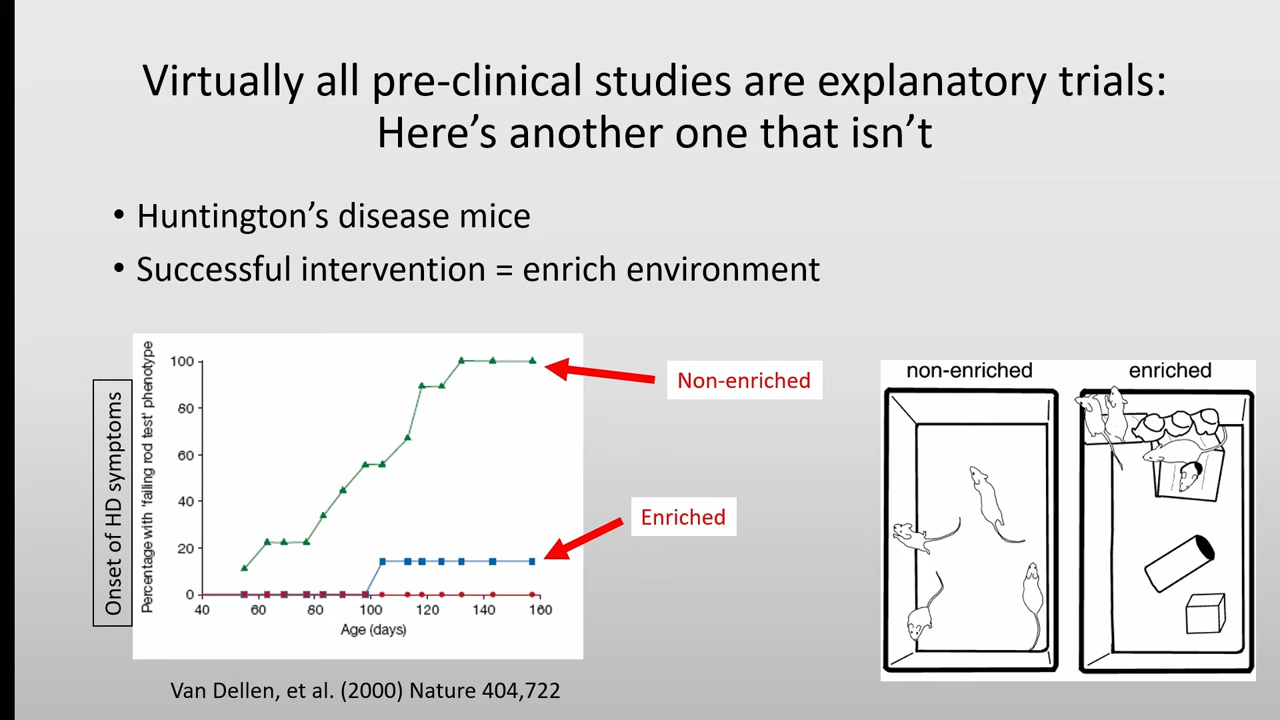 Virtually all pre-clinical studies are explanatory trials:
Here's another one that isn't
• Huntington's disease mice
• Successful intervention = enrich environment
Onset of HD symptoms
Percentage with 'failing rod test' phenotype
100
80
60
40
20
0
40
60
80
100
120
140
160
Age (days)
Non-enriched
Enriched
non-enriched
enriched
Van Dellen, et al. (2000) Nature 404,722